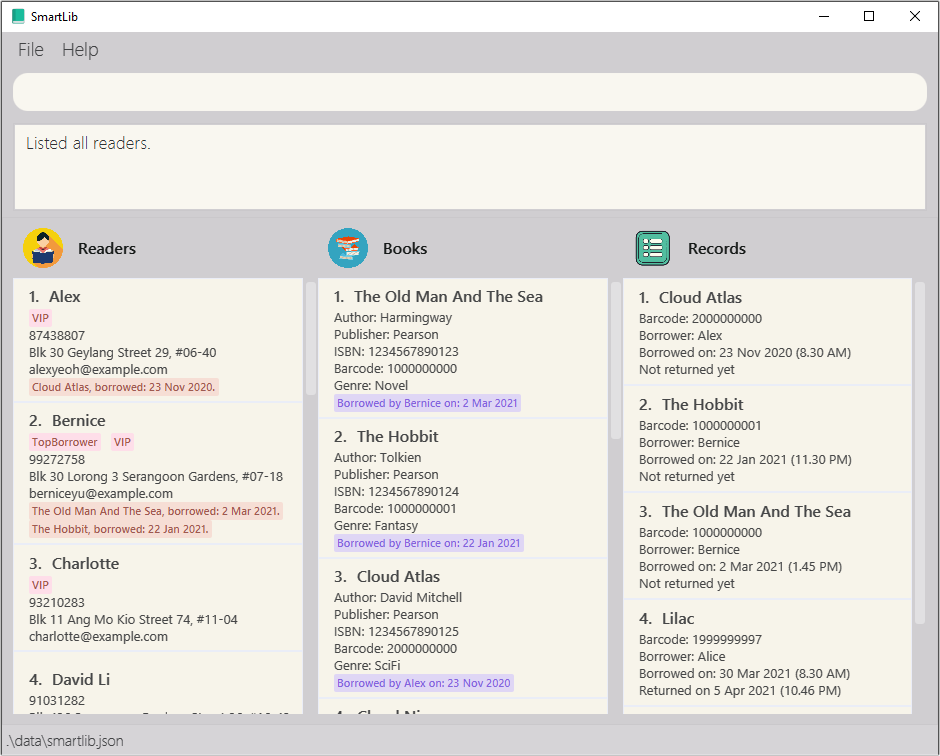 SmartLib
File Help
Listed all readers.
Readers
1. Alex
VIP
87438807
Blk 30 Geylang Street 29, #06-40
alexyeoh@example.com
Cloud Atlas, borrowed: 23 Nov 2020.
2. Bernice
TopBorrower VIP
99272758
Blk 30 Lorong 3 Serangoon Gardens, #07-18
berniceyu@example.com
The Old Man And The Sea, borrowed: 2 Mar 2021.
The Hobbit, borrowed: 22 Jan 2021.
3. Charlotte
VIP
93210283
Blk 11 Ang Mo Kio Street 74, #11-04
charlotte@example.com
4. David Li
91031282
Books
1. The Old Man And The Sea
Author: Harmingway
Publisher: Pearson
ISBN: 1234567890123
Barcode: 1000000000
Genre: Novel
Borrowed by Bernice on: 2 Mar 2021
2. The Hobbit
Author: Tolkien
Publisher: Pearson
ISBN: 1234567890124
Barcode: 1000000001
Genre: Fantasy
Borrowed by Bernice on: 22 Jan 2021
3. Cloud Atlas
Author: David Mitchell
Publisher: Pearson
ISBN: 1234567890125
Barcode: 2000000000
Genre: SciFi
Borrowed by Alex on: 23 Nov 2020
Records
1. Cloud Atlas
Barcode: 2000000000
Borrower: Alex
Borrowed on: 23 Nov 2020 (8.30 AM)
Not returned yet
2. The Hobbit
Barcode: 1000000001
Borrower: Bernice
Borrowed on: 22 Jan 2021 (11.30 PM)
Not returned yet
3. The Old Man And The Sea
Barcode: 1000000000
Borrower: Bernice
Borrowed on: 2 Mar 2021 (1.45 PM)
Not returned yet
4. Lilac
Barcode: 1999999997
Borrower: Alice
Borrowed on: 30 Mar 2021 (8.30 AM)
Returned on 5 Apr 2021 (10.46 PM)
.\data\smartlib.json